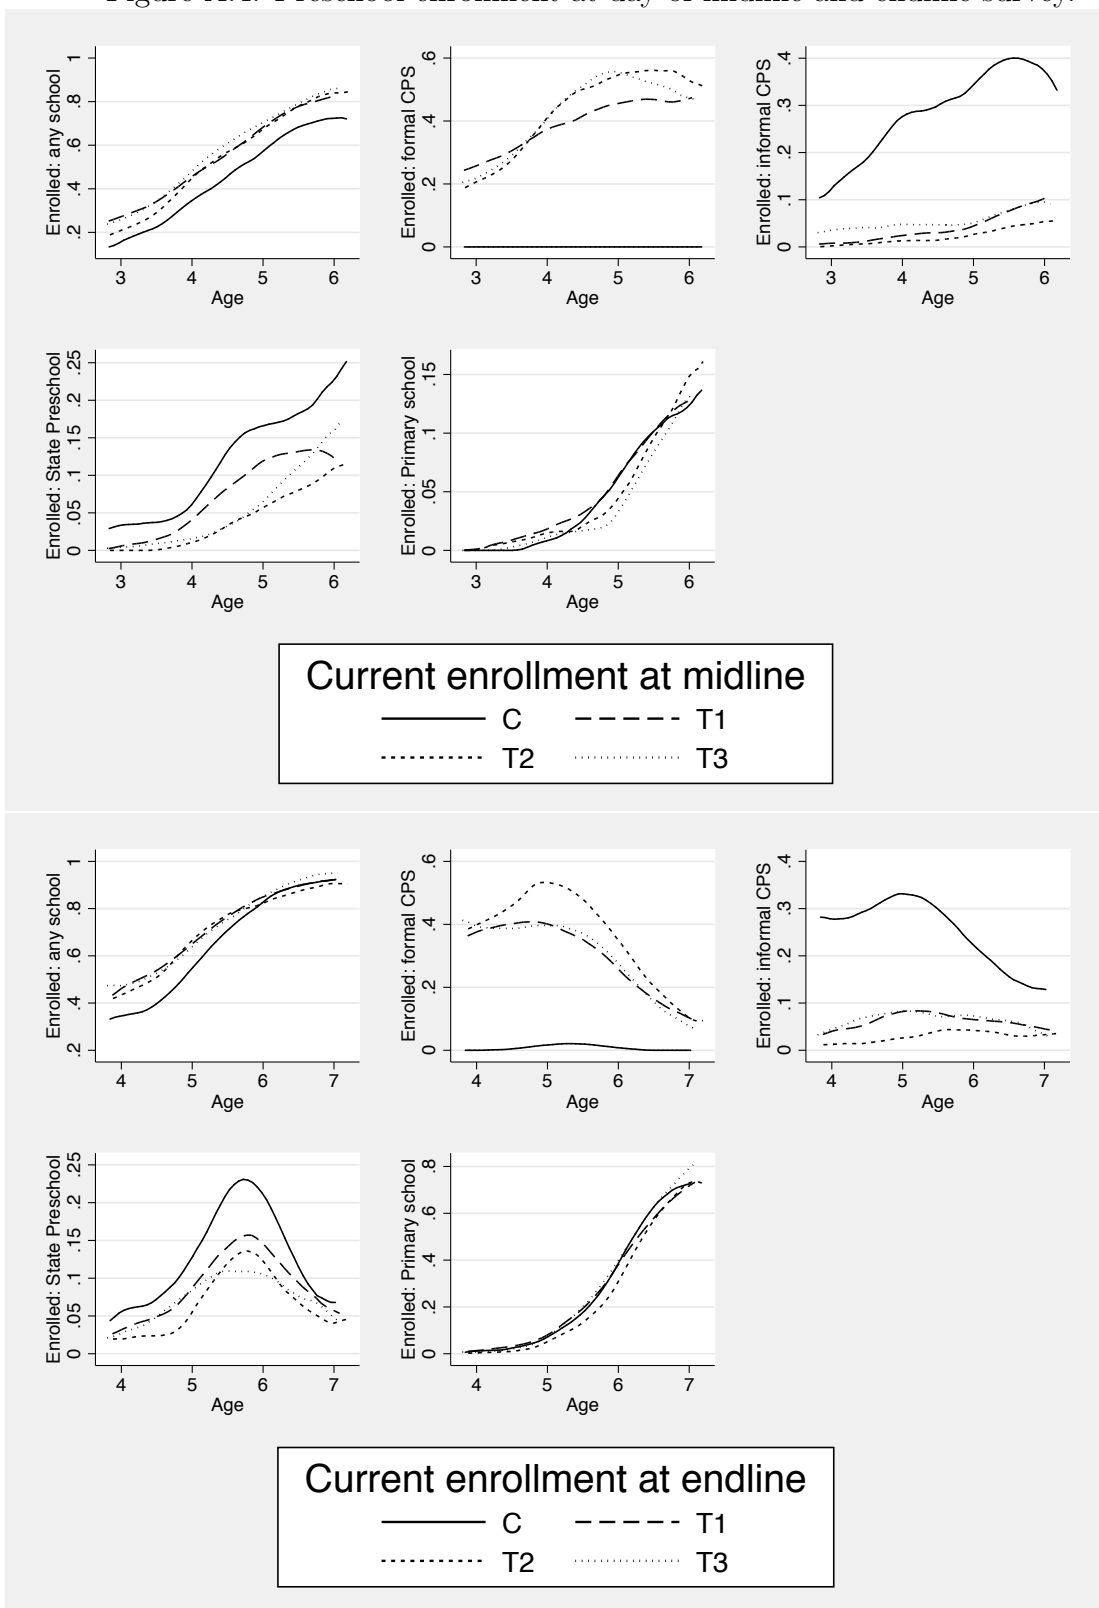 Figure A.4: Preschool enrollment at day of midline and endline survey.
Enrolled: any school
.2 .4 .6 .8 1
3 4 5 6
Age
Enrolled: formal CPS
0 .2 .4 .6
3 4 5 6
Age
Enrolled: informal CPS
0 .1 .2 .3 .4
3 4 5 6
Age
Enrolled: State Preschool
0 .05 .1 .15 .2 .25
3 4 5 6
Age
Enrolled: Primary school
0 .05 .1 .15
3 4 5 6
Age
Current enrollment at midline
C T1
T2 T3
Enrolled: any school
.2 .4 .6 .8 1
4 5 6 7
Age
Enrolled: formal CPS
0 .2 .4 .6
4 5 6 7
Age
Enrolled: informal CPS
0 .1 .2 .3 .4
4 5 6 7
Age
Enrolled: State Preschool
0 .05 .1 .15 .2 .25
4 5 6 7
Age
Enrolled: Primary school
0 .2 .4 .6 .8
4 5 6 7
Age
Current enrollment at endline
C T1
T2 T3